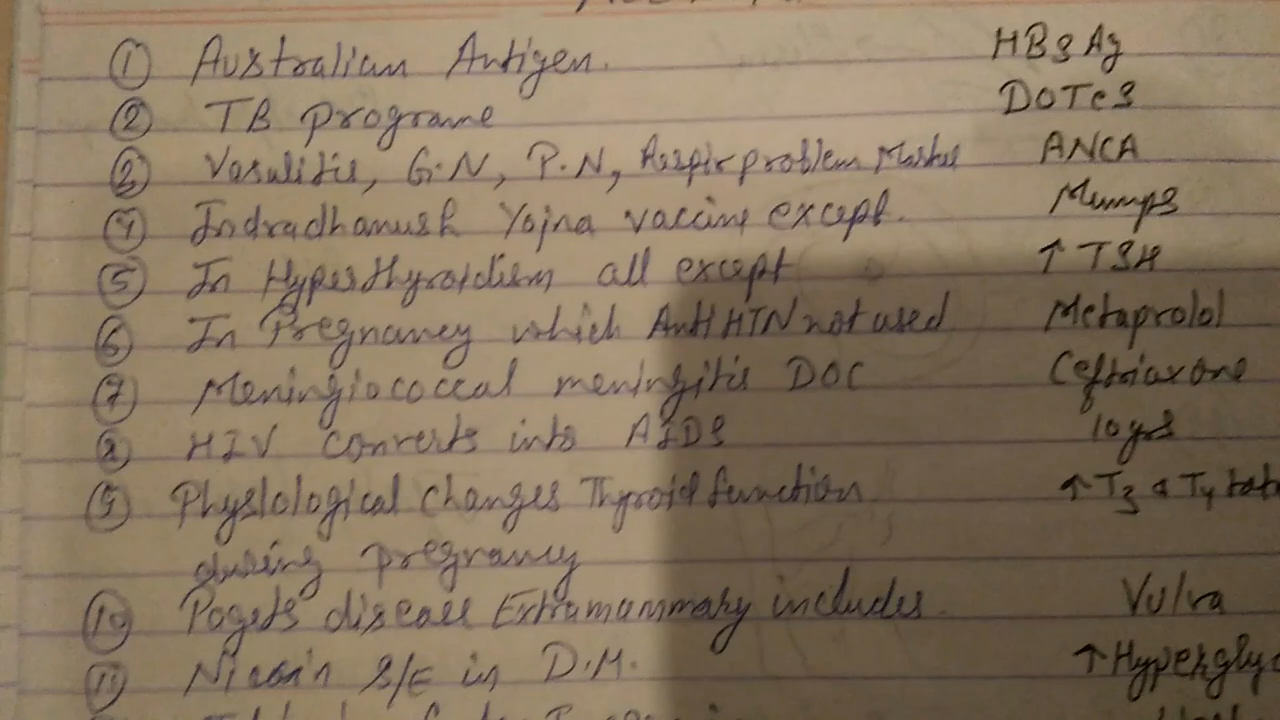 ① Australian Antigen. HBsAg
② TB programe DOTcS
③ Vasulitis, G.N, P.N, Respir problem Marker ANCA
④ Indradhanush Yojna vaccine except. Mumps
⑤ In Hyperthyroidism all except ↑ TSH
⑥ In Pregnancy which Anti HTN not used Metaprolol
⑦ Meningiococcal meningitis DOC Ceftriaxone
⑧ HIV converts into AIDS 10 yrs
⑨ Physiological changes Thyroid function ↑ T3 & T4 tot
during pregnancy
⑩ Pagets disease Extramammary includes. Vulva
⑪ Niacin S/E in D.M. ↑ Hyperglyc